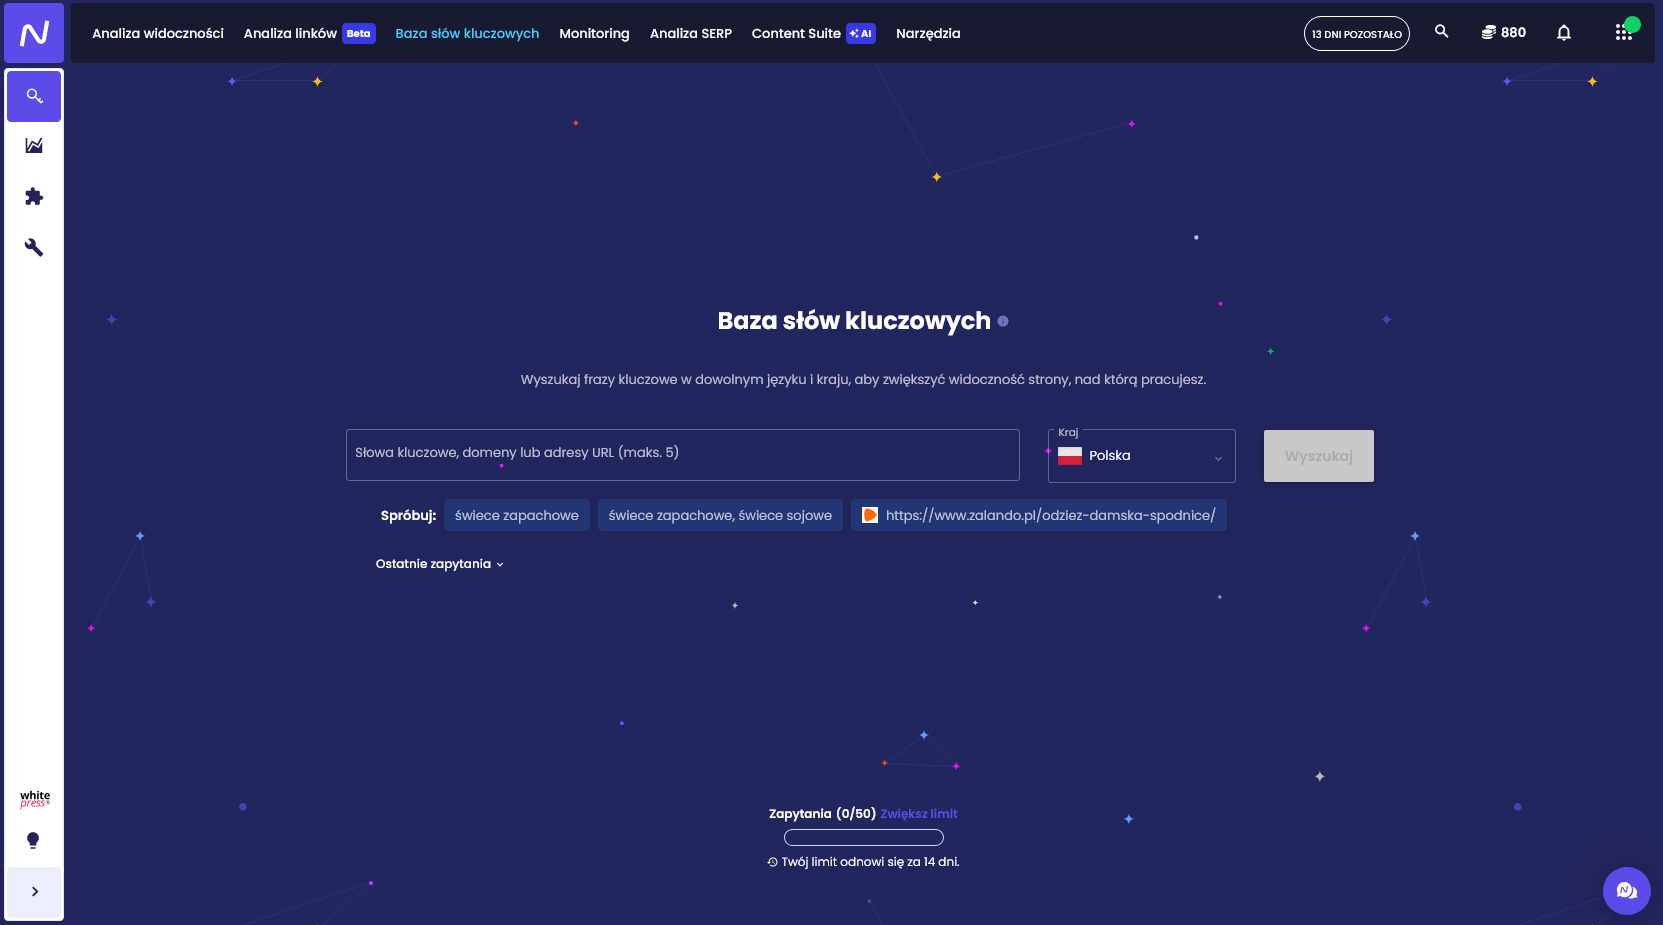 Analiza widoczności Analiza linków Beta Baza słów kluczowych Monitoring Analiza SERP Content Suite AI Narzędzia 13 DNI POZOSTAŁO 880
Baza słów kluczowych
Wyszukaj frazy kluczowe w dowolnym języku i kraju, aby zwiększyć widoczność strony, nad którą pracujesz.
Kraj
Słowa kluczowe, domeny lub adresy URL (maks. 5) Polska Wyszukaj
Spróbuj: świece zapachowe świece zapachowe, świece sojowe https://www.zalando.pl/odziez-damska-spodnice/
Ostatnie zapytania
white
press®
Zapytania (0/50) Zwiększ limit
Twój limit odnowi się za 14 dni.